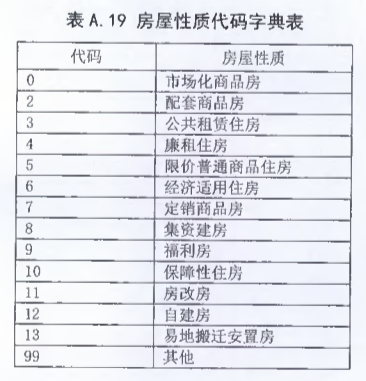 表 A.19 房屋性质代码字典表
代码 房屋性质
0 市场化商品房
2 配套商品房
3 公共租赁住房
4 廉租住房
5 限价普通商品住房
6 经济适用住房
7 定销商品房
8 集资建房
9 福利房
10 保障性住房
11 房改房
12 自建房
13 易地搬迁安置房
99 其他